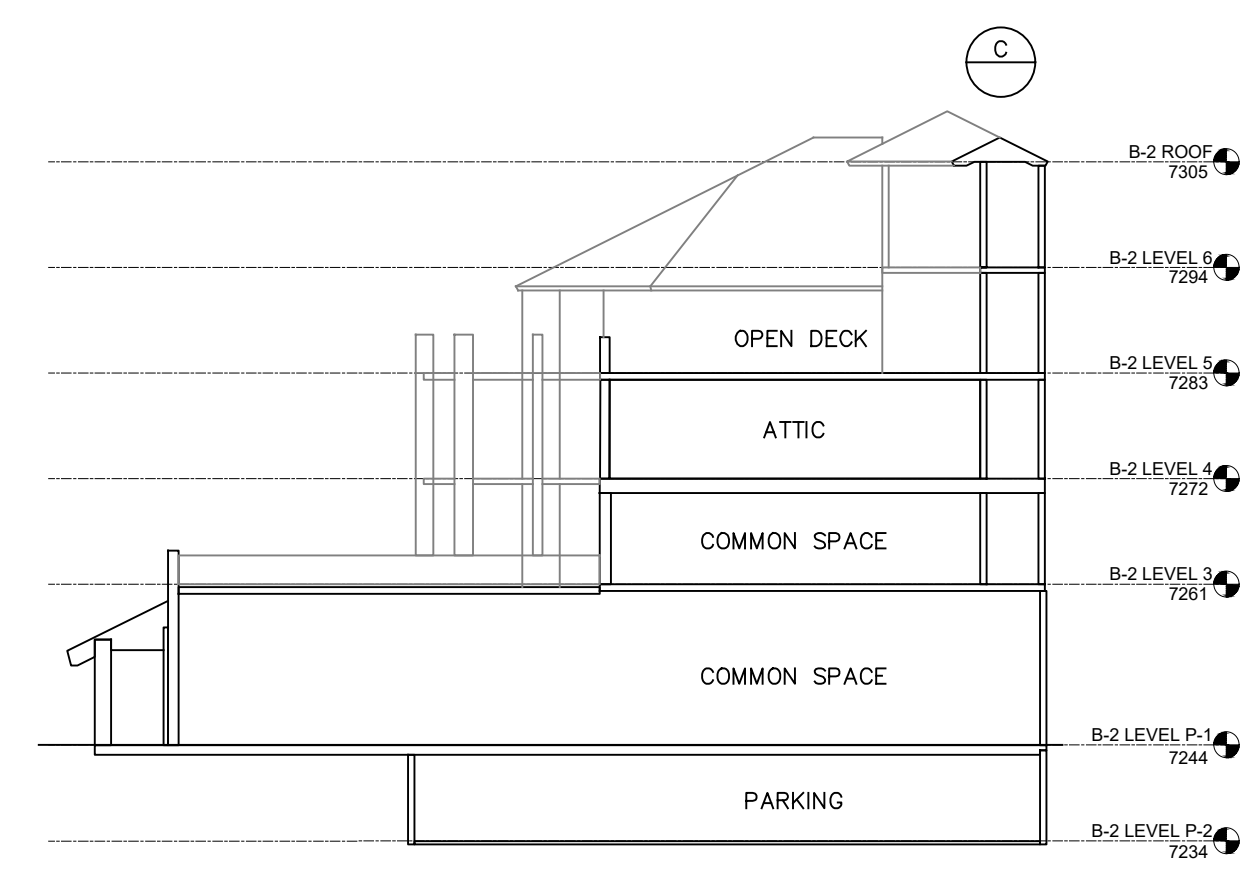 C
B-2 ROOF
7305
B-2 LEVEL 6
7294
OPEN DECK
B-2 LEVEL 5
7283
ATTIC
B-2 LEVEL 4
7272
COMMON SPACE
B-2 LEVEL 3
7261
COMMON SPACE
B-2 LEVEL P-1
7244
PARKING
B-2 LEVEL P-2
7234